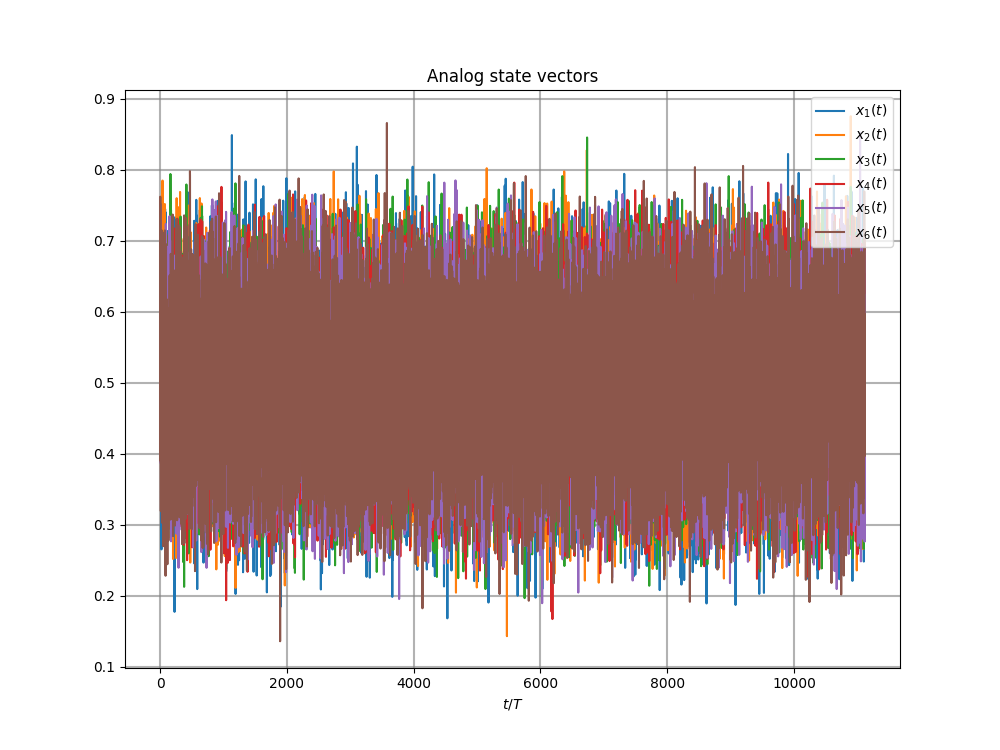 Analog state vectors
0.9
0.8
0.7
0.6
0.5
0.4
0.3
0.2
0.1
x₁(t)
x₂(t)
x₃(t)
x₄(t)
x₅(t)
x₆(t)
0 2000 4000 6000 8000 10000
t/T